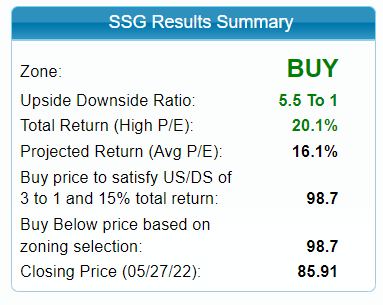 SSG Results Summary
Zone: BUY
Upside Downside Ratio: 5.5 To 1
Total Return (High P/E): 20.1%
Projected Return (Avg P/E): 16.1%
Buy price to satisfy US/DS of
3 to 1 and 15% total return: 98.7
Buy Below price based on
zoning selection: 98.7
Closing Price (05/27/22): 85.91